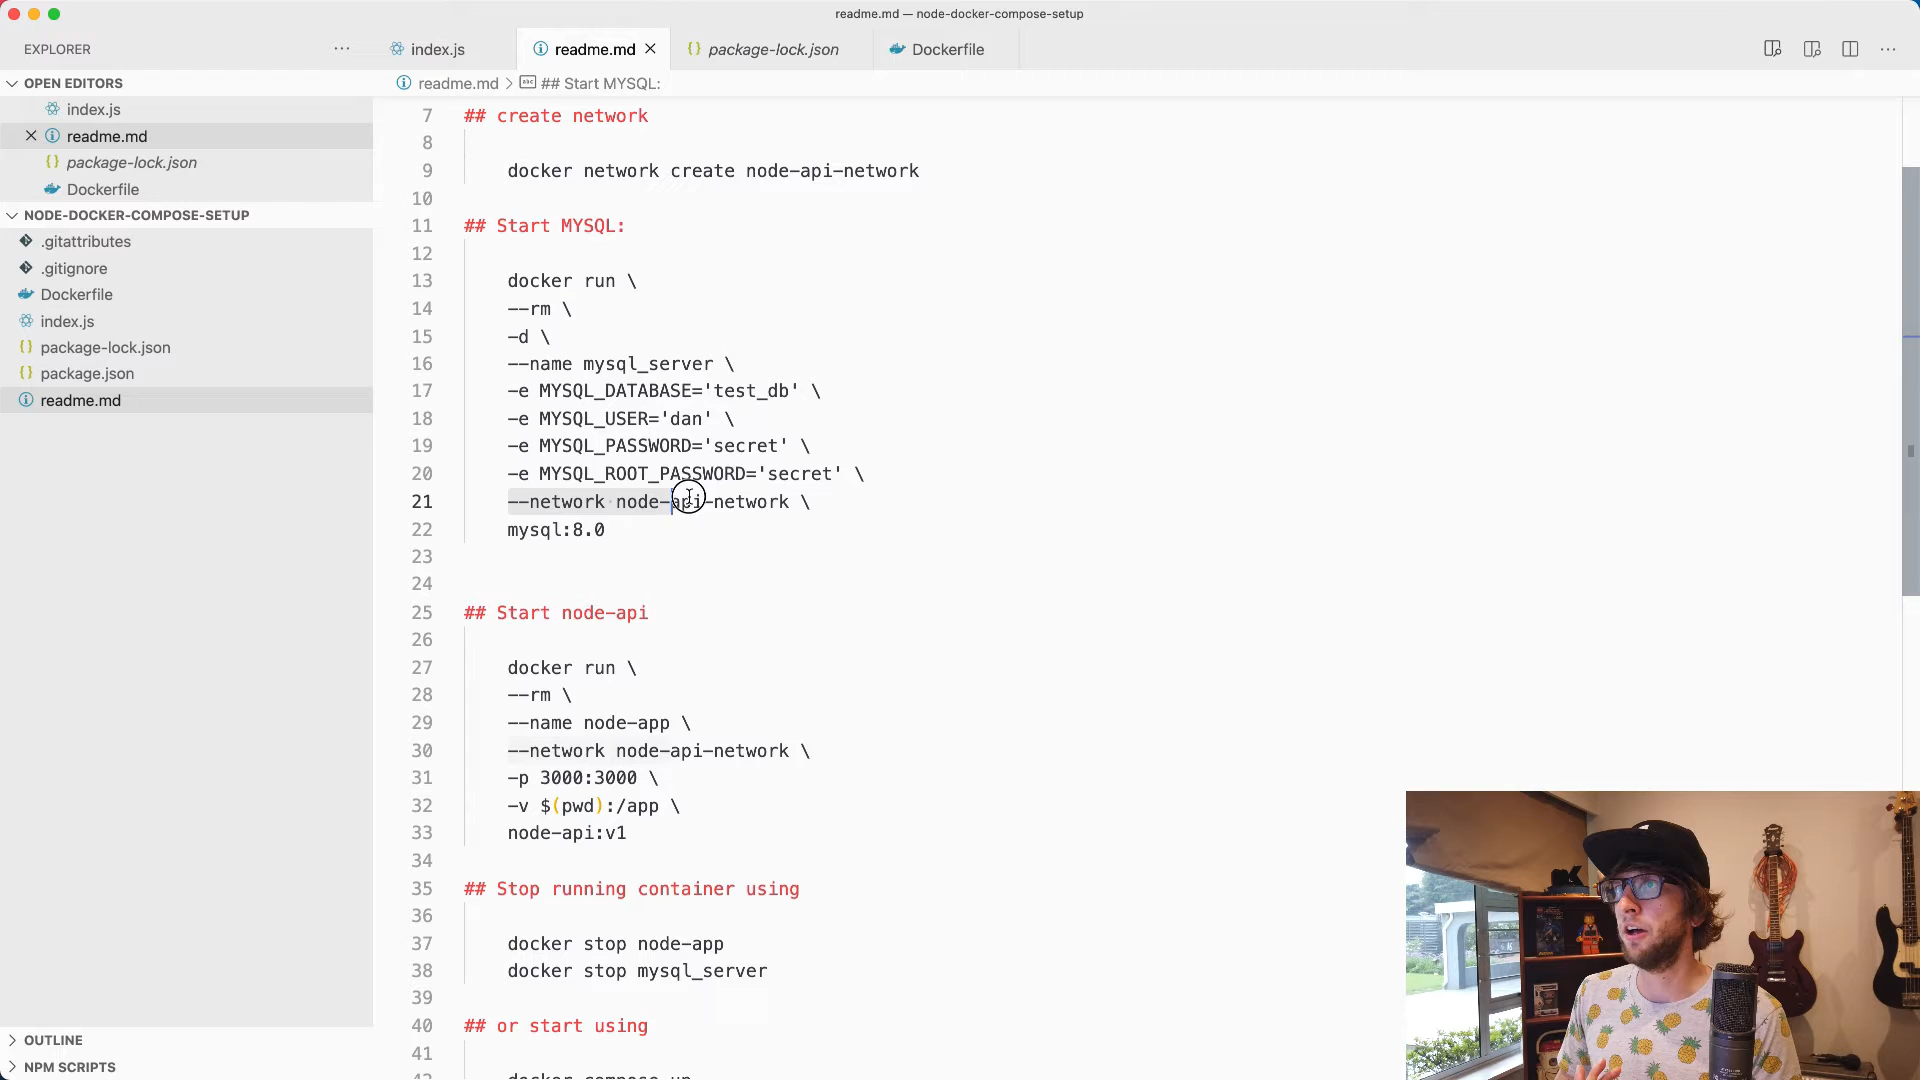 readme.md — node-docker-compose-setup
EXPLORER
index.js
readme.md
package-lock.json
Dockerfile
OPEN EDITORS
index.js
readme.md
package-lock.json
Dockerfile
NODE-DOCKER-COMPOSE-SETUP
.gitattributes
.gitignore
Dockerfile
index.js
package-lock.json
package.json
readme.md
OUTLINE
NPM SCRIPTS
readme.md > ## Start MYSQL:
7 ## create network
8
9 docker network create node-api-network
10
11 ## Start MYSQL:
12
13 docker run \
14 --rm \
15 -d \
16 --name mysql_server \
17 -e MYSQL_DATABASE='test_db' \
18 -e MYSQL_USER='dan' \
19 -e MYSQL_PASSWORD='secret' \
20 -e MYSQL_ROOT_PASSWORD='secret' \
21 --network node-api-network \
22 mysql:8.0
23
24
25 ## Start node-api
26
27 docker run \
28 --rm \
29 --name node-app \
30 --network node-api-network \
31 -p 3000:3000 \
32 -v $(pwd):/app \
33 node-api:v1
34
35 ## Stop running container using
36
37 docker stop node-app
38 docker stop mysql_server
39
40 ## or start using
41
42 docker compose up